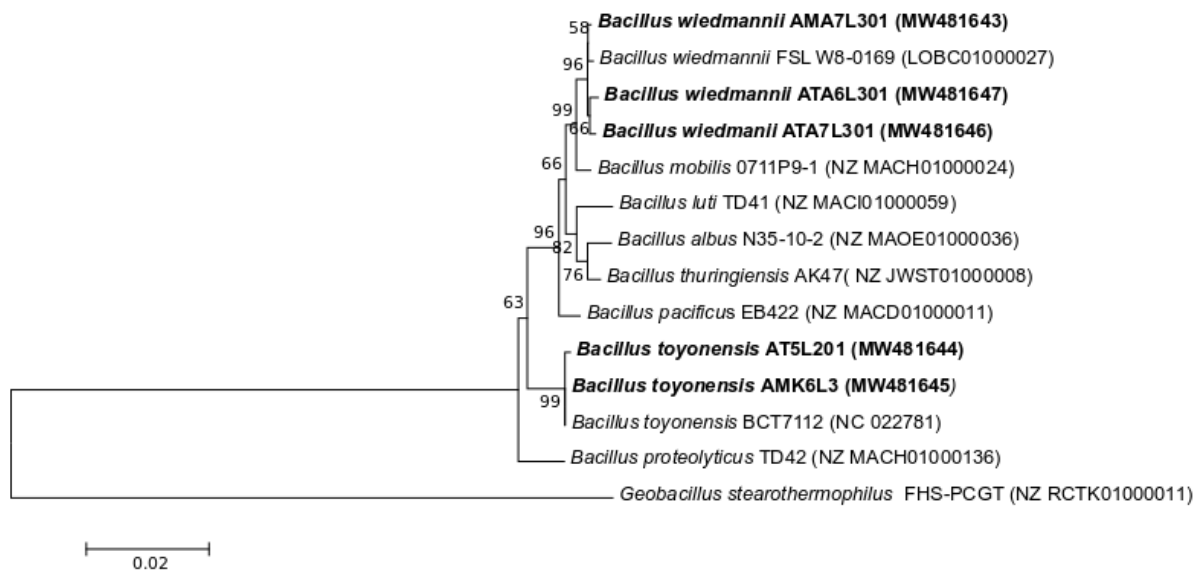 58
Bacillus wiedmannii AMA7L301 (MW481643)
96
Bacillus wiedmannii FSL W8-0169 (LOBC01000027)
Bacillus wiedmannii ATA6L301 (MW481647)
99
66
Bacillus wiedmanii ATA7L301 (MW481646)
66
Bacillus mobilis 0711P9-1 (NZ MACH01000024)
Bacillus luti TD41 (NZ MACI01000059)
96
82
Bacillus albus N35-10-2 (NZ MAOE01000036)
76
Bacillus thuringiensis AK47( NZ JWST01000008)
63
Bacillus pacificus EB422 (NZ MACD01000011)
Bacillus toyonensis AT5L201 (MW481644)
Bacillus toyonensis AMK6L3 (MW481645)
99
Bacillus toyonensis BCT7112 (NC 022781)
Bacillus proteolyticus TD42 (NZ MACH01000136)
Geobacillus stearothermophilus FHS-PCGT (NZ RCTK01000011)
0.02